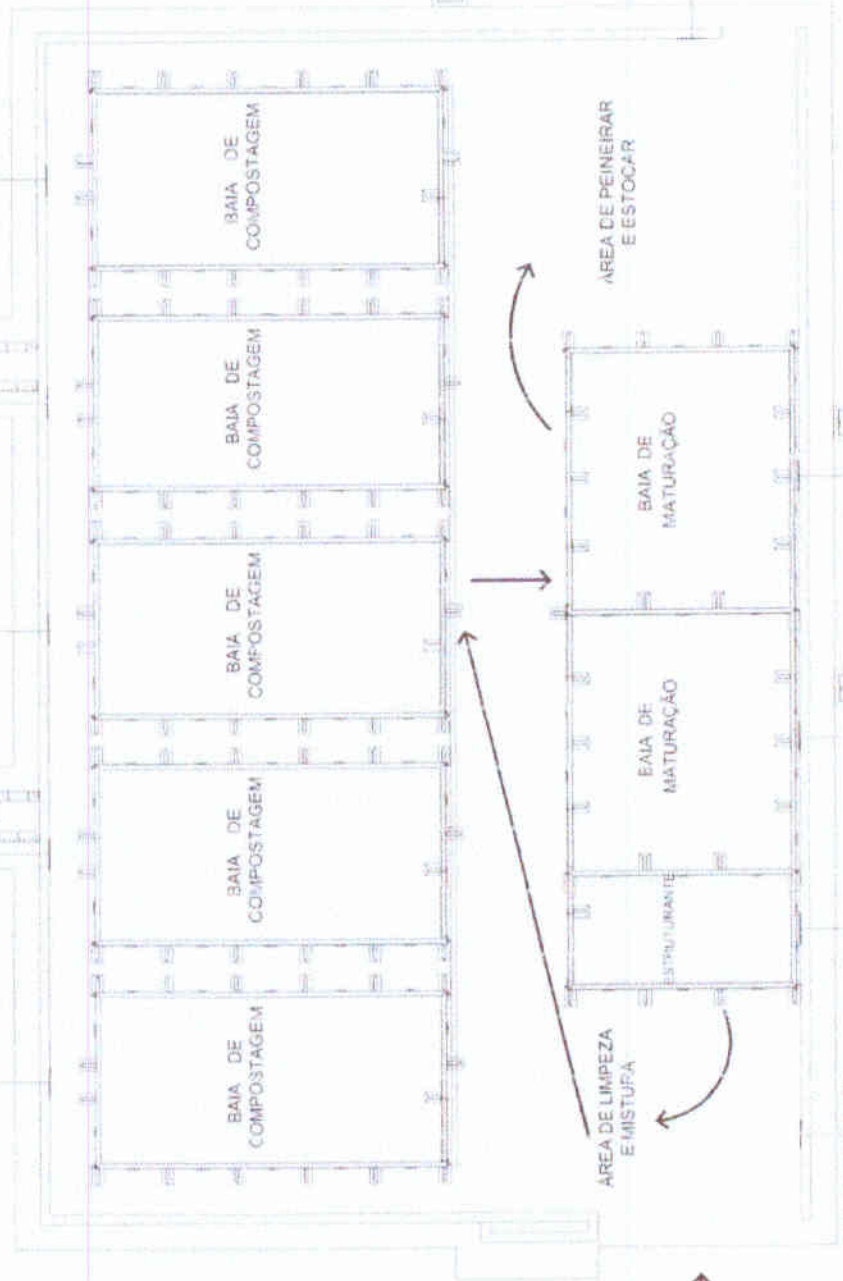 BAIA DE
COMPOSTAGEM
BAIA DE
COMPOSTAGEM
BAIA DE
COMPOSTAGEM
BAIA DE
COMPOSTAGEM
BAIA DE
COMPOSTAGEM
ÁREA DE LIMPEZA
E MISTURA
ESTRUTURANTE
BAIA DE
MATURAÇÃO
BAIA DE
MATURAÇÃO
ÁREA DE PEINEIRAR
E ESTOCAR